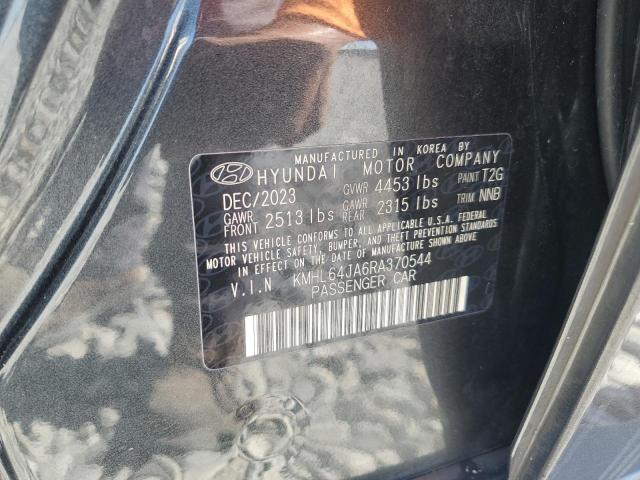 MANUFACTURED IN KOREA BY
HYUNDAI MOTOR COMPANY
DEC/2023 GVWR 4453 lbs PAINT T2G
GAWR FRONT 2513 lbs GAWR REAR 2315 lbs TRIM NNB
THIS VEHICLE CONFORMS TO ALL APPLICABLE U.S.A. FEDERAL
MOTOR VEHICLE SAFETY, BUMPER, AND THEFT PREVENTION STANDARDS
IN EFFECT ON THE DATE OF MANUFACTURE SHOWN ABOVE.
V.I.N KMHL64JA6RA370544
PASSENGER CAR